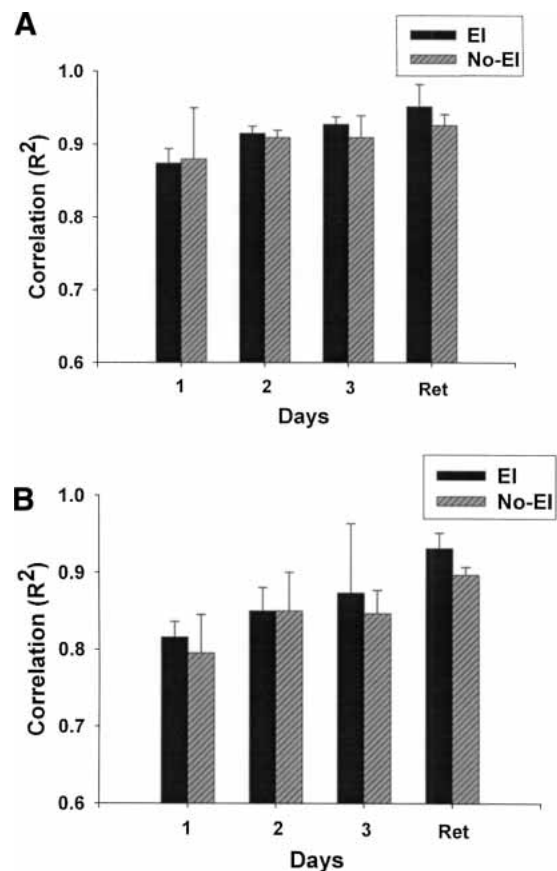 A
EI
No-EI
1.0
0.9
0.8
0.7
0.6
Correlation (R²)
1 2 3 Ret
Days
B
EI
No-EI
1.0
0.9
0.8
0.7
0.6
Correlation (R²)
1 2 3 Ret
Days